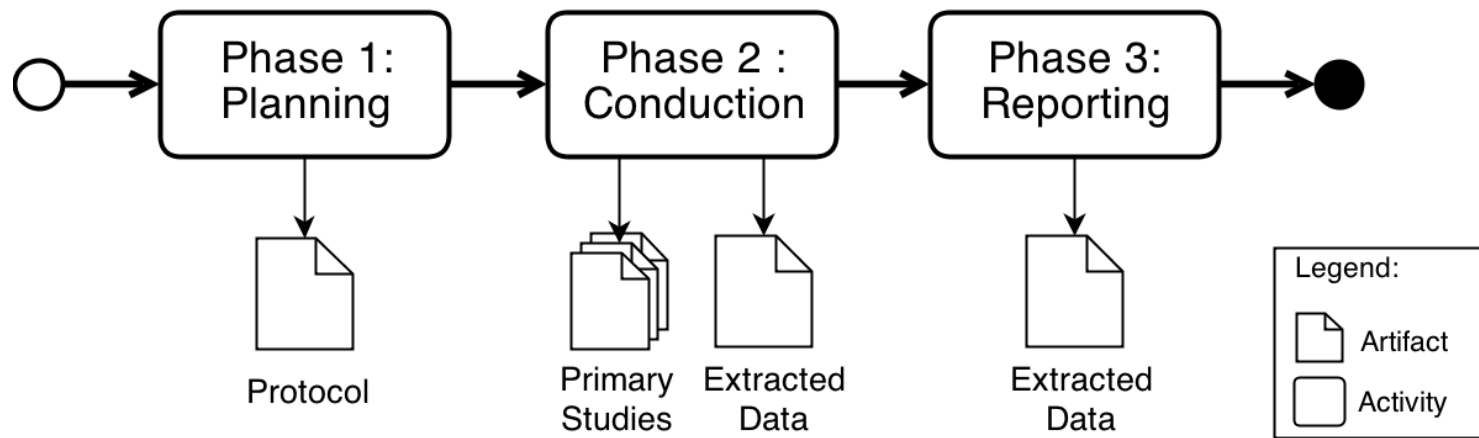 Phase 1:
Planning
Phase 2 :
Conduction
Phase 3:
Reporting
Protocol
Primary
Studies
Extracted
Data
Extracted
Data
Legend:
Artifact
Activity